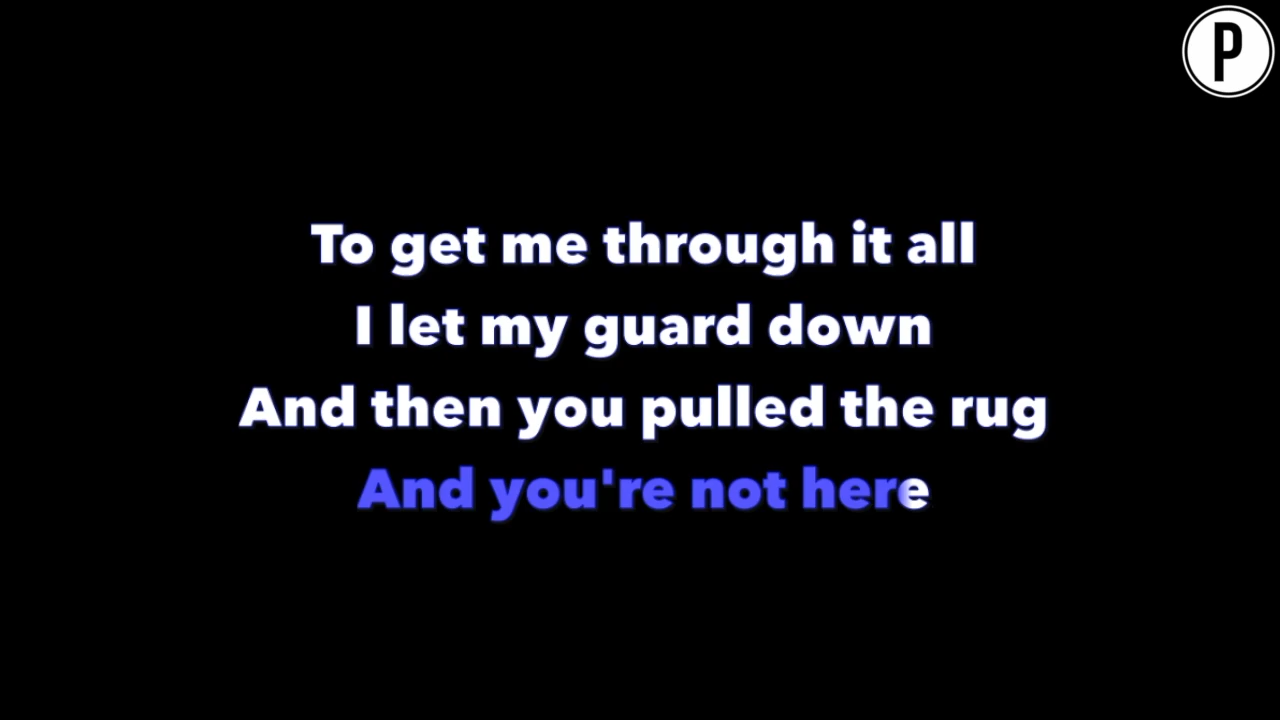 P
To get me through it all
I let my guard down
And then you pulled the rug
And you're not here